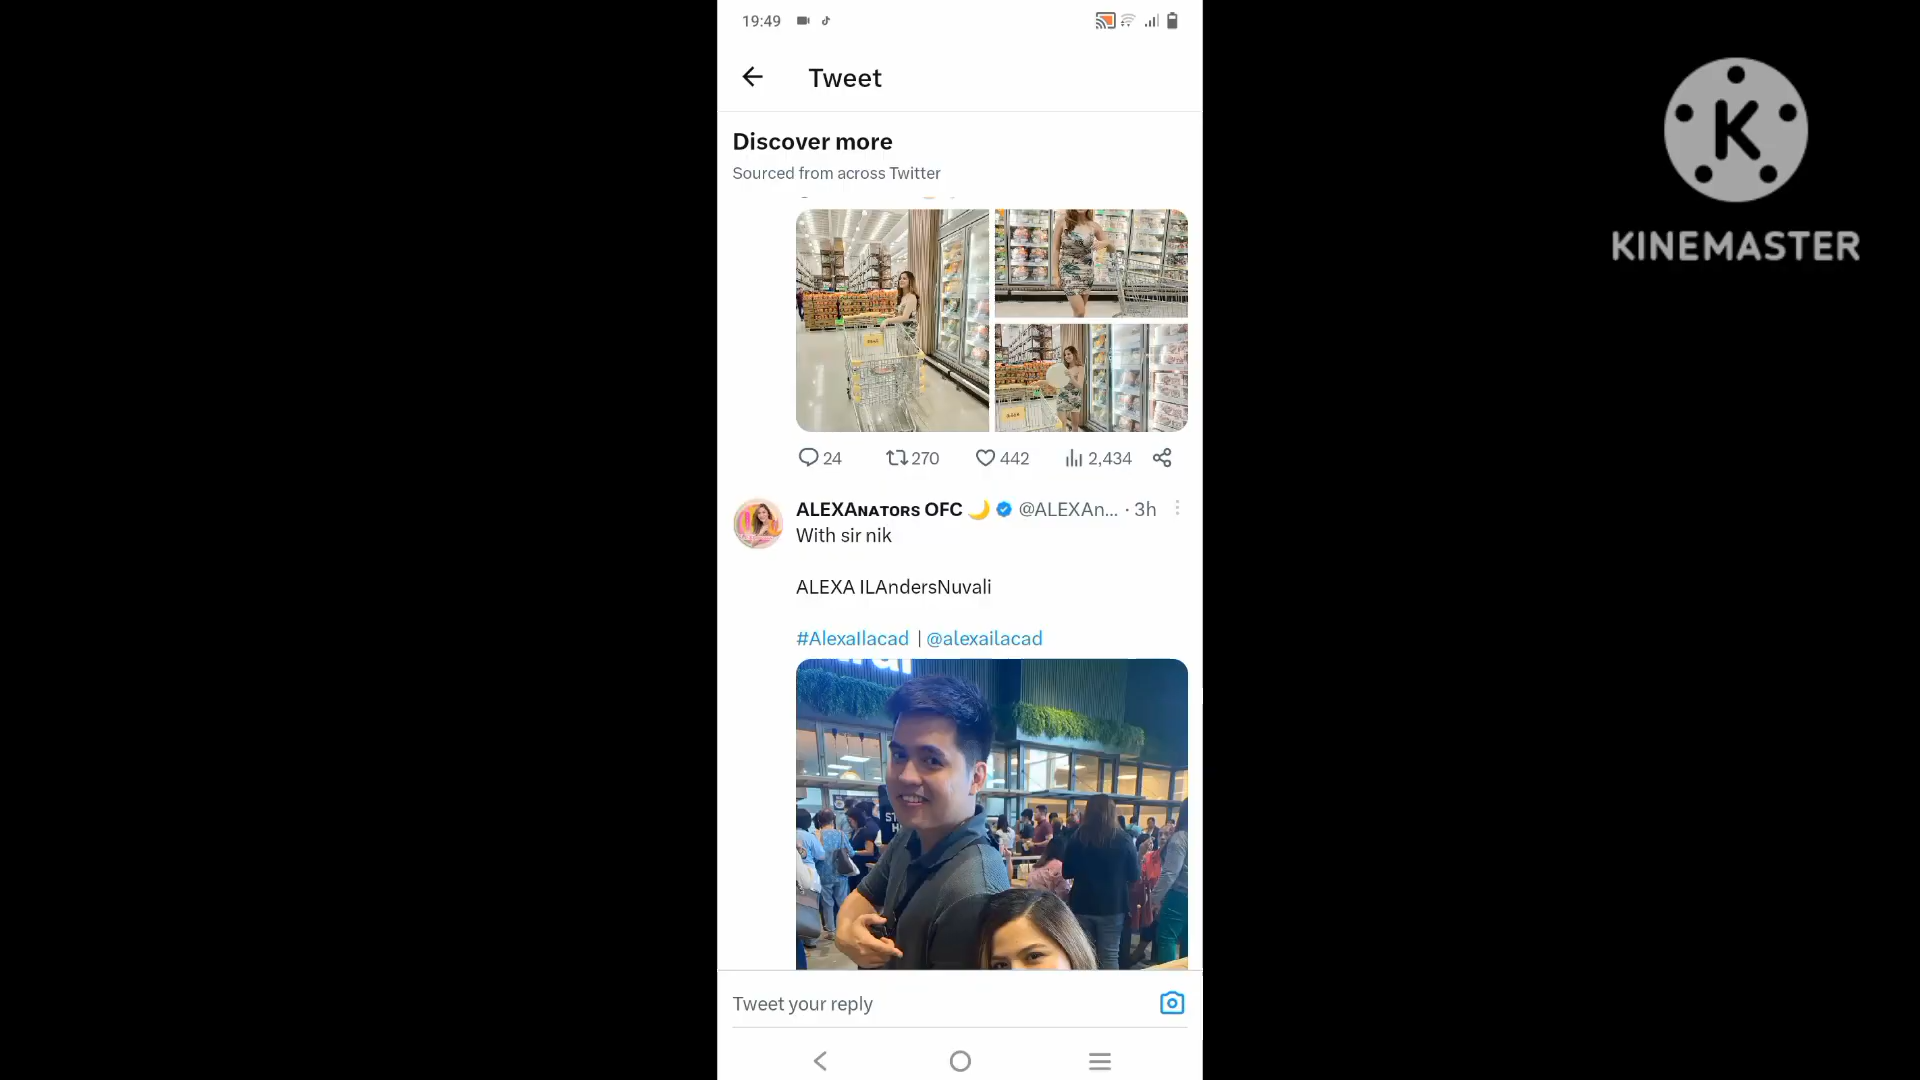 19:49
Tweet
KINEMASTER
Discover more
Sourced from across Twitter
24 270 442 2,434
ALEXANATORS OFC 🌙 @ALEXAn... · 3h
With sir nik
ALEXA ILAndersNuvali
#AlexaIlacad | @alexailacad
Tweet your reply